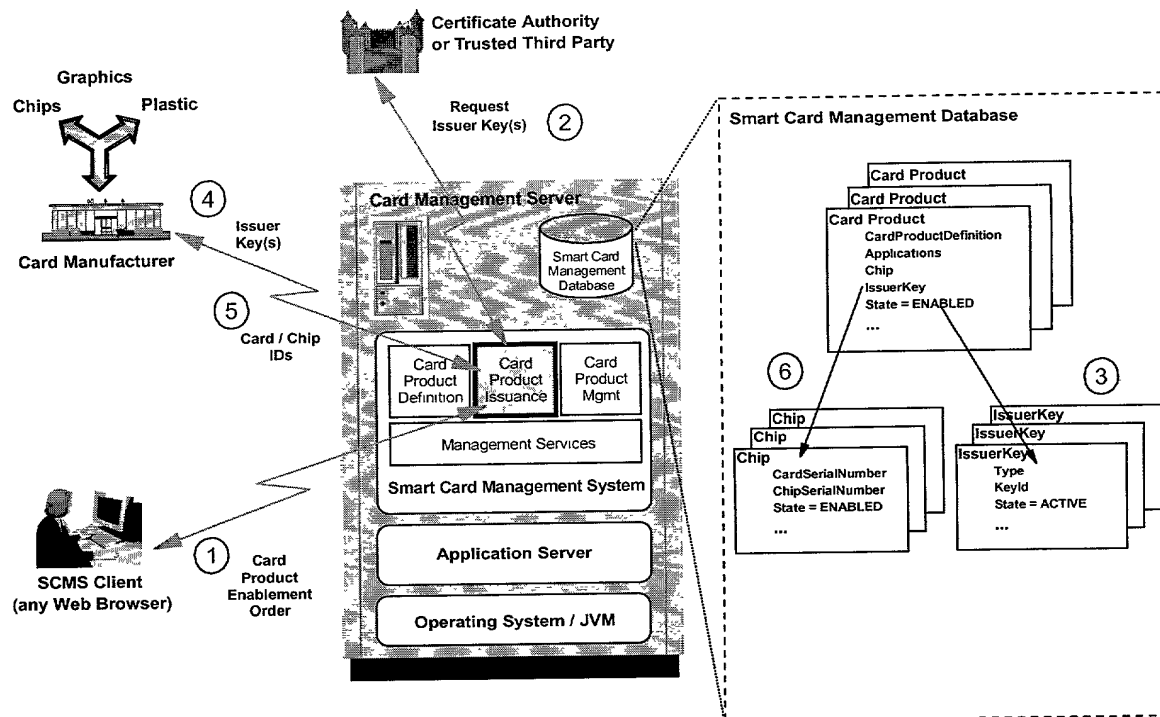 Certificate Authority
or Trusted Third Party
Graphics
Chips
Plastic
Request
Issuer Key(s)
2
4
Issuer
Key(s)
Card Manufacturer
5
Card / Chip
IDs
Card Management Server
Smart Card
Management
Database
Card
Product
Definition
Card
Product
Issuance
Card
Product
Mgmt
Management Services
Smart Card Management System
Application Server
Operating System / JVM
1
Card
Product
Enablement
Order
SCMS Client
(any Web Browser)
Smart Card Management Database
Card Product
Card Product
Card Product
CardProductDefinition
Applications
Chip
IssuerKey
State = ENABLED
...
6
3
Chip
Chip
Chip
CardSerialNumber
ChipSerialNumber
State = ENABLED
...
IssuerKey
IssuerKey
IssuerKey
Type
KeyId
State = ACTIVE
...